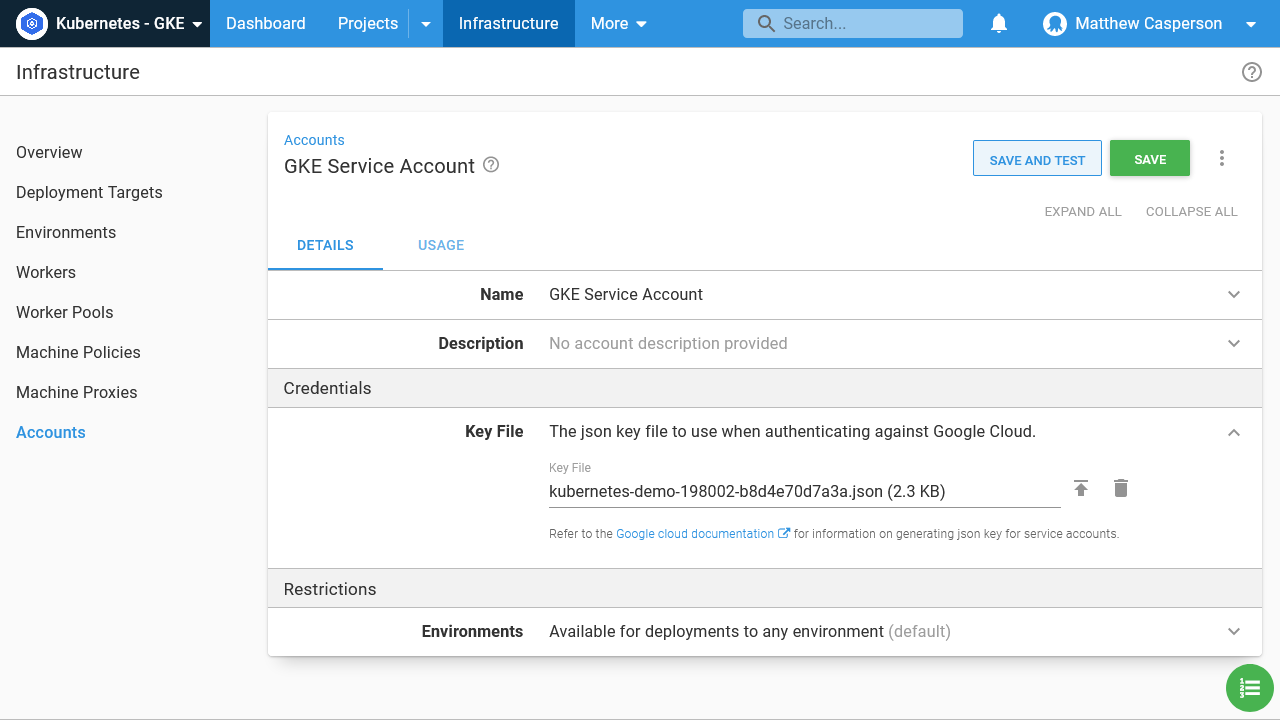 Kubernetes - GKE Dashboard Projects Infrastructure More Search... Matthew Casperson
Infrastructure
Overview
Deployment Targets
Environments
Workers
Worker Pools
Machine Policies
Machine Proxies
Accounts
Accounts
GKE Service Account
SAVE AND TEST SAVE
EXPAND ALL COLLAPSE ALL
DETAILS USAGE
Name GKE Service Account
Description No account description provided
Credentials
Key File The json key file to use when authenticating against Google Cloud.
Key File
kubernetes-demo-198002-b8d4e70d7a3a.json (2.3 KB)
Refer to the Google cloud documentation for information on generating json key for service accounts.
Restrictions
Environments Available for deployments to any environment (default)